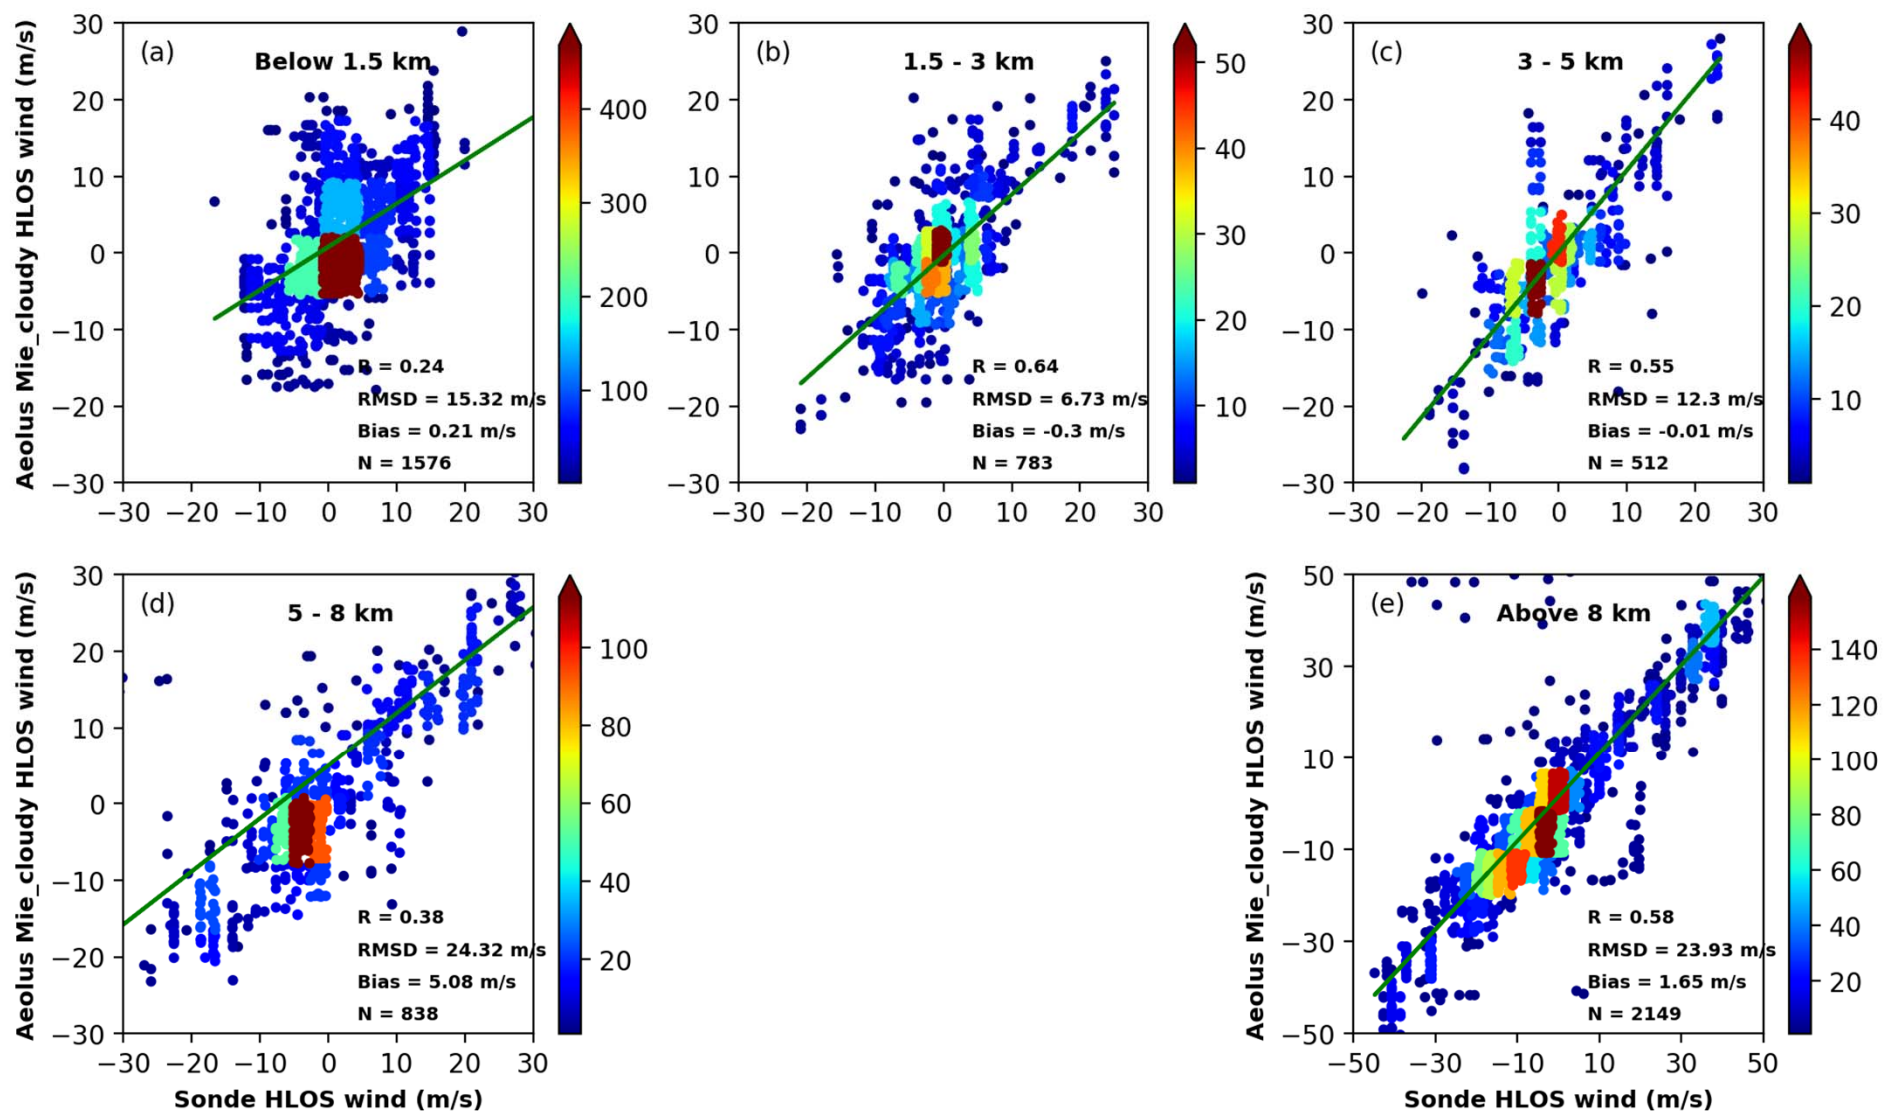 Aeolus Mie_cloudy HLOS wind (m/s)
(a)
Below 1.5 km
30
20
10
0
−10
−20
−30
R = 0.24
RMSD = 15.32 m/s
Bias = 0.21 m/s
N = 1576
−30 −20 −10 0 10 20 30
400
300
200
100
(b)
1.5 - 3 km
30
20
10
0
−10
−20
−30
R = 0.64
RMSD = 6.73 m/s
Bias = -0.3 m/s
N = 783
−30 −20 −10 0 10 20 30
50
40
30
20
10
(c)
3 - 5 km
30
20
10
0
−10
−20
−30
R = 0.55
RMSD = 12.3 m/s
Bias = -0.01 m/s
N = 512
−30 −20 −10 0 10 20 30
40
30
20
10
Aeolus Mie_cloudy HLOS wind (m/s)
(d)
5 - 8 km
30
20
10
0
−10
−20
−30
R = 0.38
RMSD = 24.32 m/s
Bias = 5.08 m/s
N = 838
−30 −20 −10 0 10 20 30
Sonde HLOS wind (m/s)
100
80
60
40
20
Aeolus Mie_cloudy HLOS wind (m/s)
(e)
Above 8 km
50
30
10
−10
−30
−50
R = 0.58
RMSD = 23.93 m/s
Bias = 1.65 m/s
N = 2149
−50 −30 −10 10 30 50
Sonde HLOS wind (m/s)
140
120
100
80
60
40
20